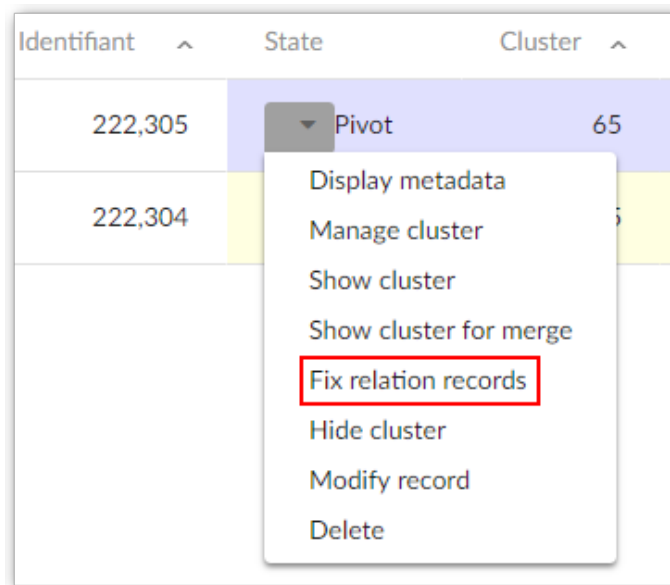 Identifiant State Cluster
222,305 Pivot 65
Display metadata
222,304 5
Manage cluster
Show cluster
Show cluster for merge
Fix relation records
Hide cluster
Modify record
Delete